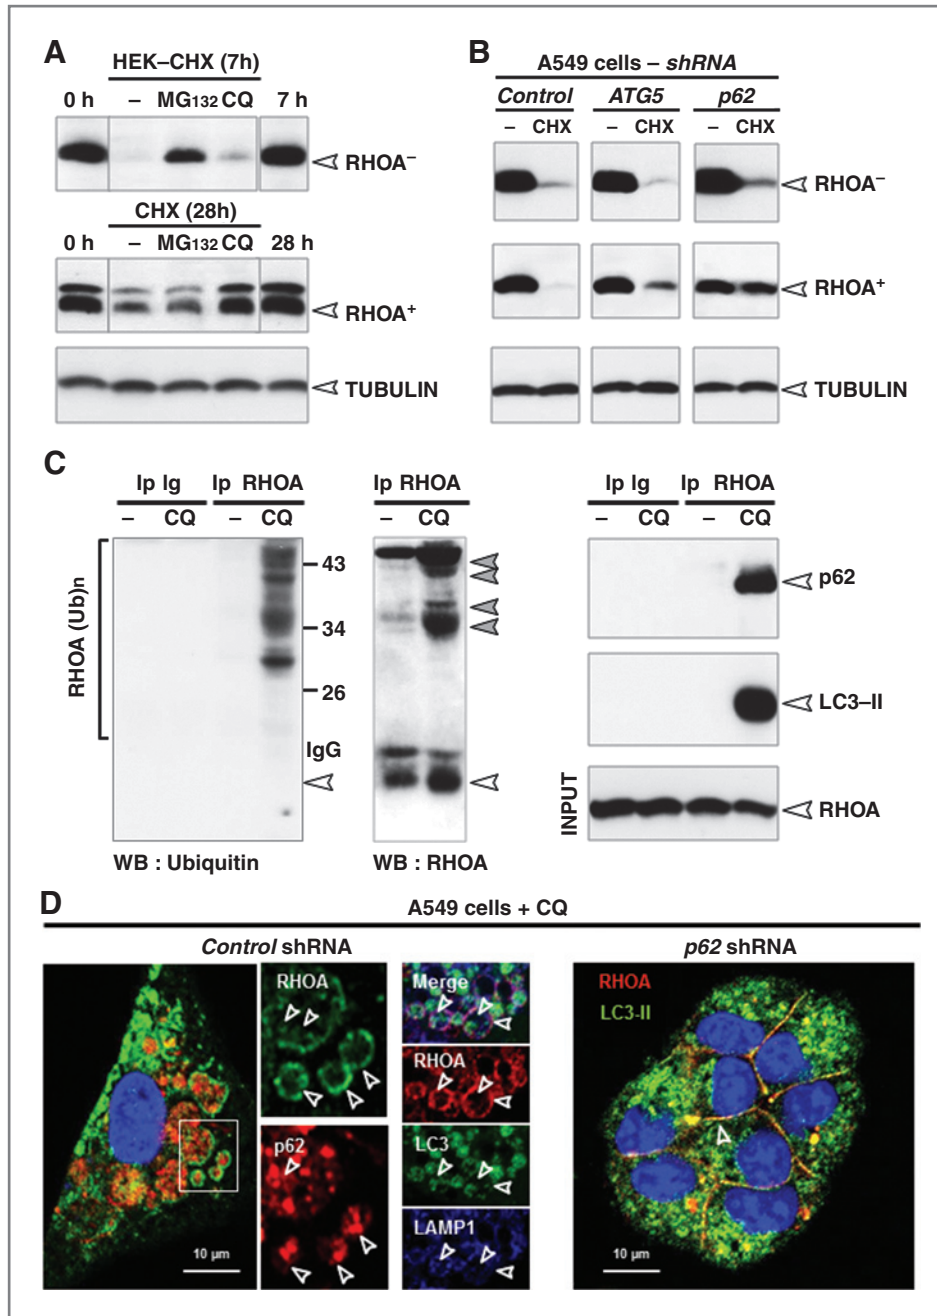 A
HEK–CHX (7h)
0 h – MG132 CQ 7 h
RHOA–
CHX (28h)
0 h – MG132 CQ 28 h
RHOA+
TUBULIN
B
A549 cells – shRNA
Control ATG5 p62
– CHX – CHX – CHX
RHOA–
RHOA+
TUBULIN
C
Ip Ig Ip RHOA
– CQ – CQ
RHOA (Ub)n
43
34
26
IgG
WB : Ubiquitin
Ip RHOA
– CQ
WB : RHOA
Ip Ig Ip RHOA
– CQ – CQ
p62
LC3–II
INPUT
RHOA
D
A549 cells + CQ
Control shRNA
p62 shRNA
10 µm
RHOA
p62
Merge
RHOA
LC3
LAMP1
RHOA
LC3-II
10 µm